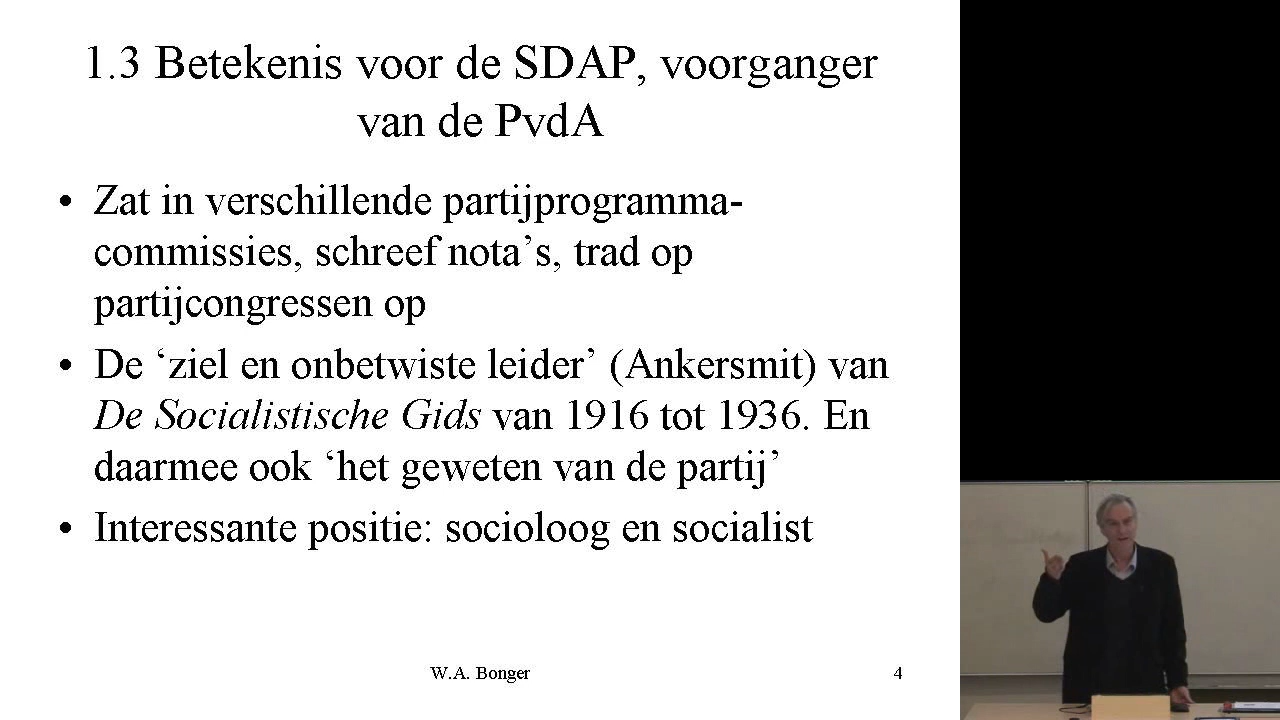 1.3 Betekenis voor de SDAP, voorganger
van de PvdA
• Zat in verschillende partijprogramma-
commissies, schreef nota’s, trad op
partijcongressen op
• De ‘ziel en onbetwiste leider’ (Ankersmit) van
De Socialistische Gids van 1916 tot 1936. En
daarmee ook ‘het geweten van de partij’
• Interessante positie: socioloog en socialist
W.A. Bonger
4